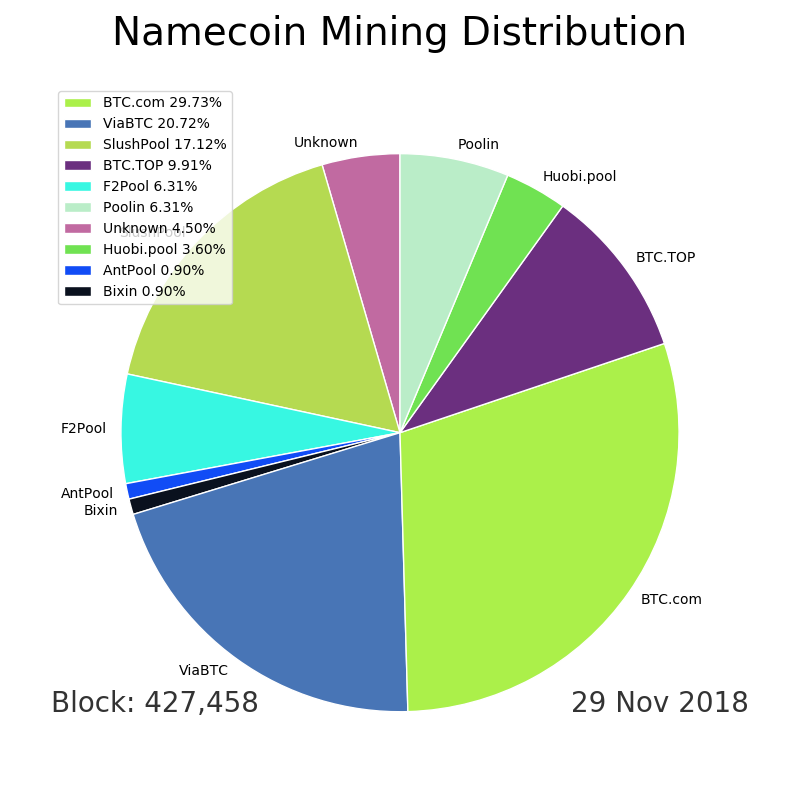 Namecoin Mining Distribution
BTC.com 29.73%
ViaBTC 20.72%
SlushPool 17.12%
BTC.TOP 9.91%
F2Pool 6.31%
Poolin 6.31%
Unknown 4.50%
Huobi.pool 3.60%
AntPool 0.90%
Bixin 0.90%
Unknown
Poolin
Huobi.pool
SlushPool
BTC.TOP
F2Pool
AntPool
Bixin
BTC.com
ViaBTC
Block: 427,458
29 Nov 2018